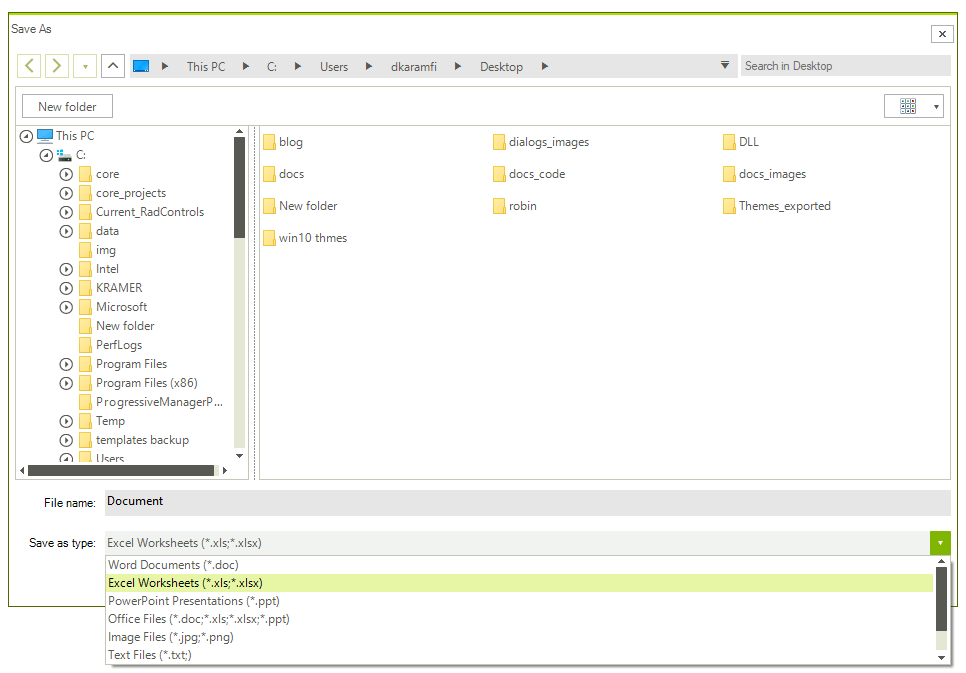 Save As
This PC C: Users dkaramfi Desktop Search in Desktop
New folder
This PC
C:
core
core_projects
Current_RadControls
data
img
Intel
KRAMER
Microsoft
New folder
PerfLogs
Program Files
Program Files (x86)
ProgressiveManagerP...
Temp
templates backup
Users
blog dialogs_images DLL
docs docs_code docs_images
New folder robin Themes_exported
win10 thmes
File name: Document
Save as type: Excel Worksheets (*.xls;*.xlsx)
Word Documents (*.doc)
Excel Worksheets (*.xls;*.xlsx)
PowerPoint Presentations (*.ppt)
Office Files (*.doc;*.xls;*.xlsx;*.ppt)
Image Files (*.jpg;*.png)
Text Files (*.txt;)